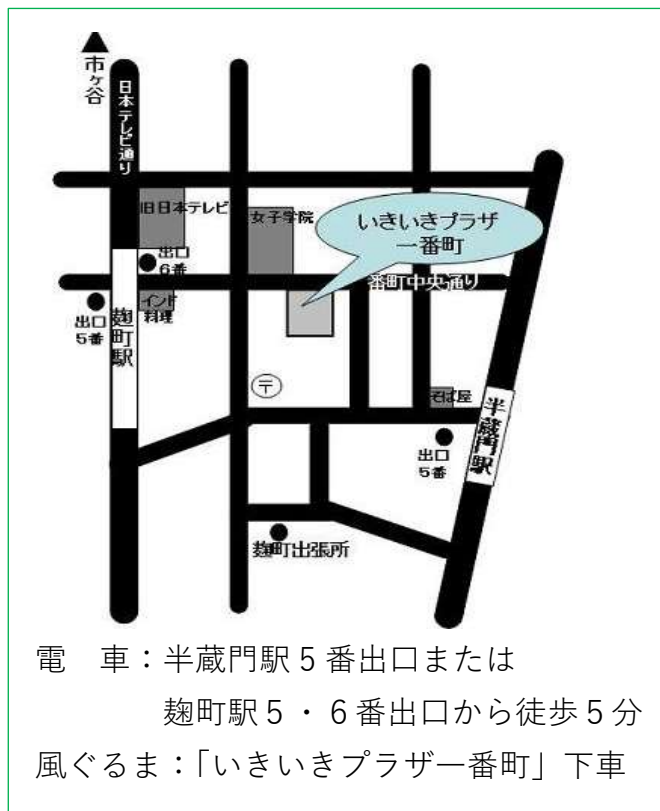 市ヶ谷
日本テレビ通り
旧日本テレビ
女子学院
いきいきプラザ
一番町
出口
6番
番町中央通り
インド
料理
出口
5番
麹町駅
〒
そば屋
半蔵門駅
出口
5番
麹町出張所
電　車：半蔵門駅５番出口または
麹町駅５・６番出口から徒歩５分
風ぐるま：「いきいきプラザ一番町」下車